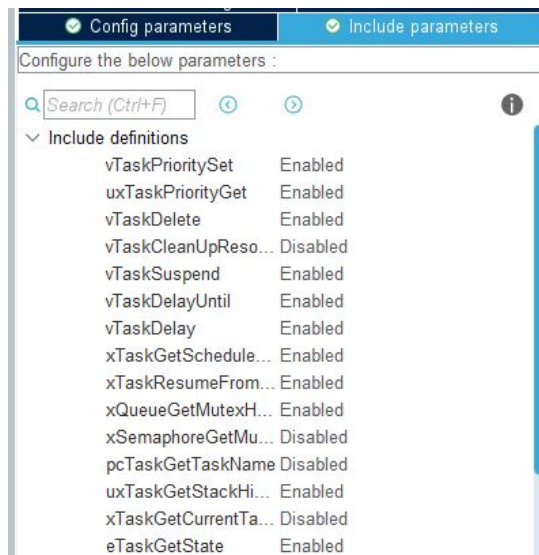 Config parameters Include parameters
Configure the below parameters :
Search (Ctrl+F)
Include definitions
vTaskPrioritySet Enabled
uxTaskPriorityGet Enabled
vTaskDelete Enabled
vTaskCleanUpReso... Disabled
vTaskSuspend Enabled
vTaskDelayUntil Enabled
vTaskDelay Enabled
xTaskGetSchedule... Enabled
xTaskResumeFrom... Enabled
xQueueGetMutexH... Enabled
xSemaphoreGetMu... Disabled
pcTaskGetTaskName Disabled
uxTaskGetStackHi... Enabled
xTaskGetCurrentTa... Disabled
eTaskGetState Enabled